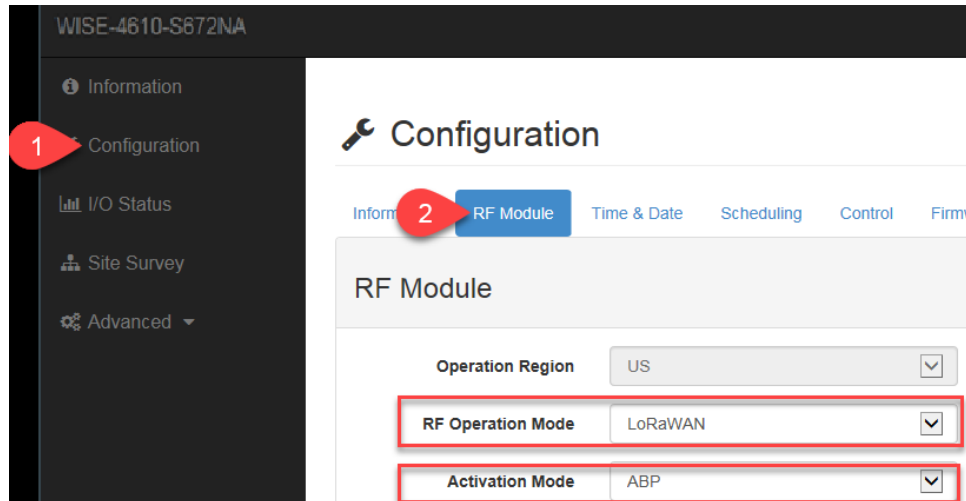 WISE-4610-S672NA
Information
1
Configuration
I/O Status
Site Survey
Advanced
Configuration
2 RF Module Time & Date Scheduling Control
RF Module
Operation Region US
RF Operation Mode LoRaWAN
Activation Mode ABP